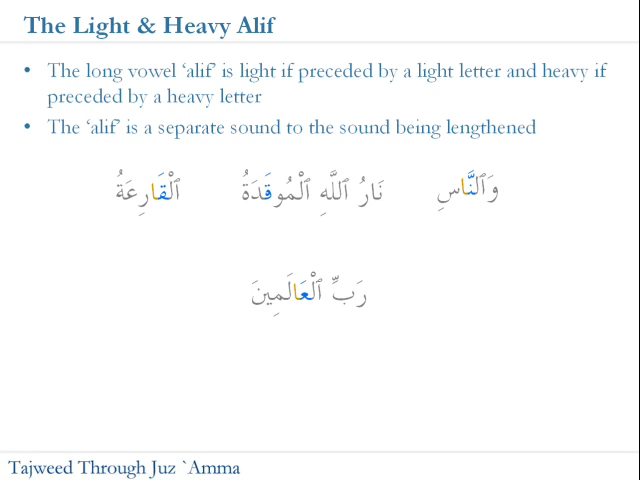 The Light & Heavy Alif
• The long vowel ‘alif’ is light if preceded by a light letter and heavy if
preceded by a heavy letter
• The ‘alif’ is a separate sound to the sound being lengthened
وَٱلنَّاسِ نَارُ ٱللَّهِ ٱلْمُوقَدَةُ ٱلْقَارِعَةُ
رَبِّ ٱلْعَالَمِينَ
Tajweed Through Juz `Amma